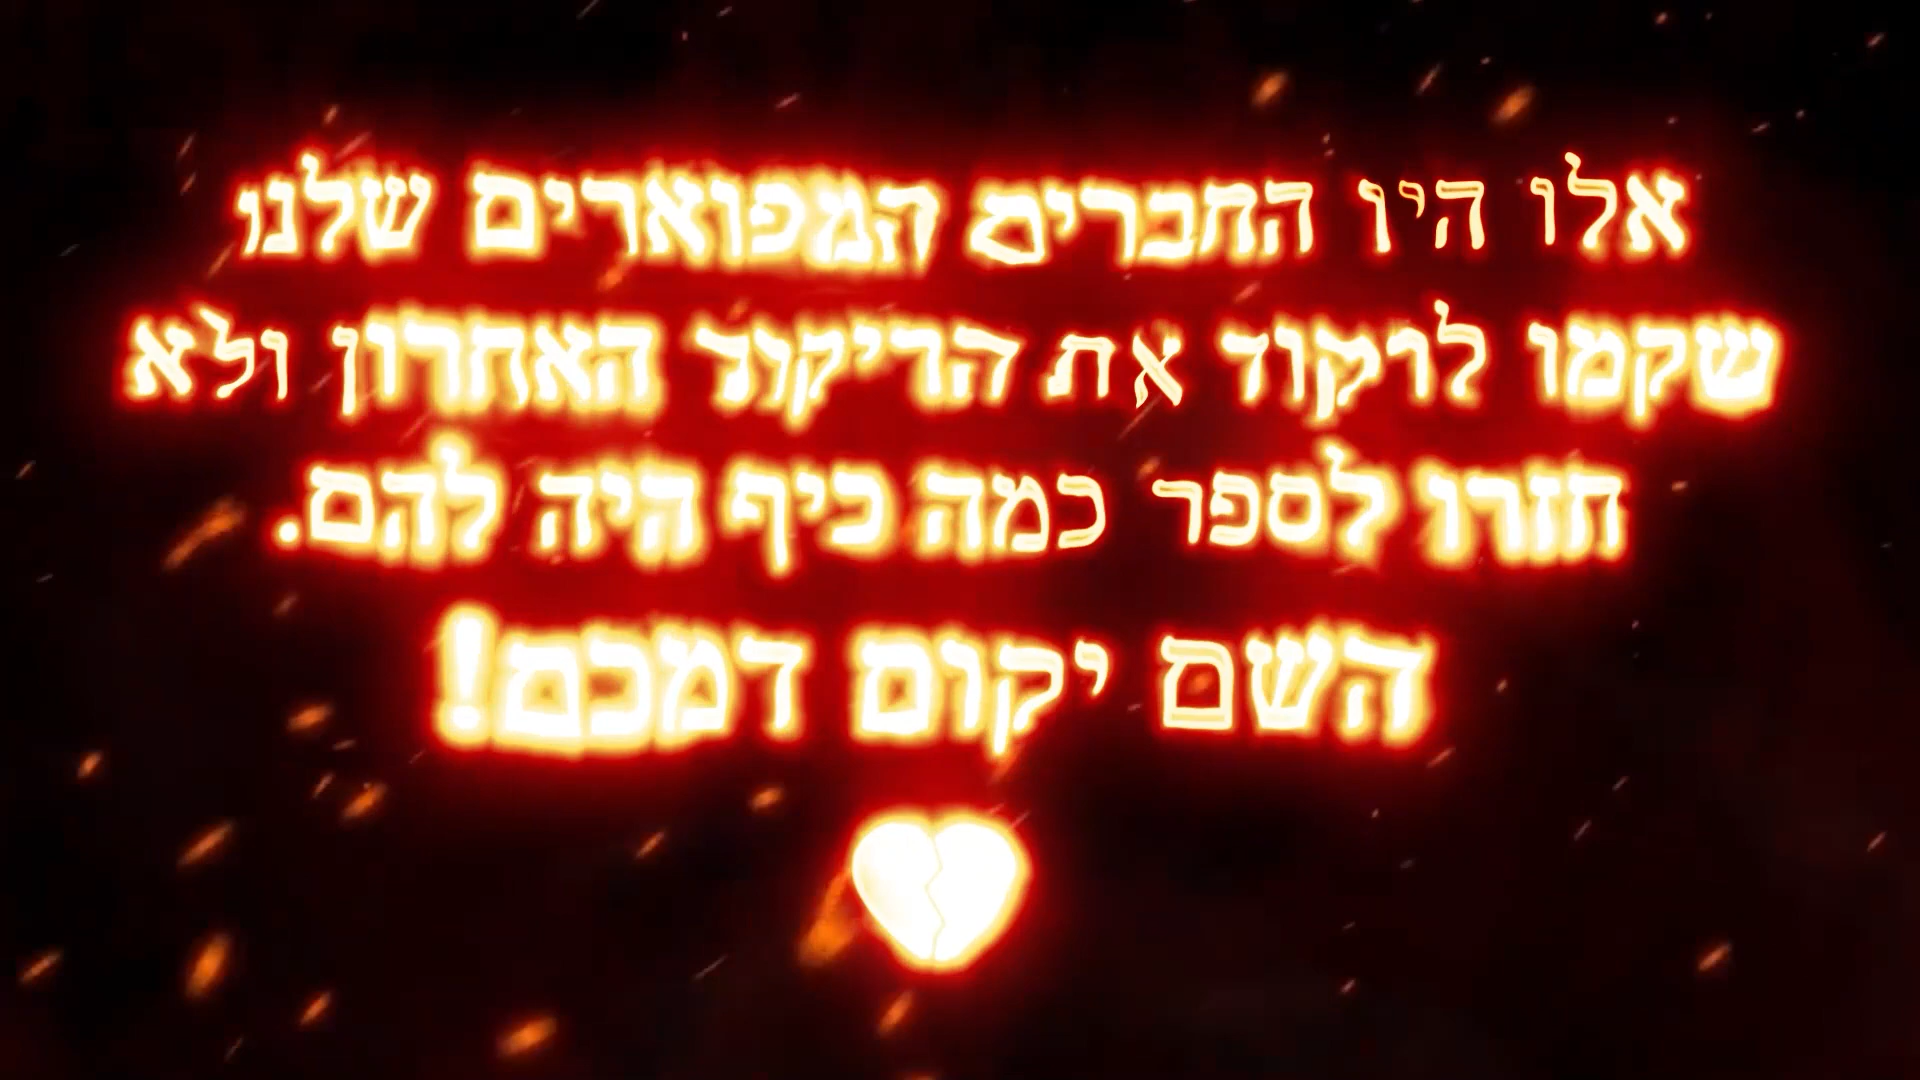 אלו היו החברים המפוארים שלנו
שקמו לרקוד את הריקוד האחרון ולא
חזרו לספר כמה כיף היה להם.
השם יקום דמכם!